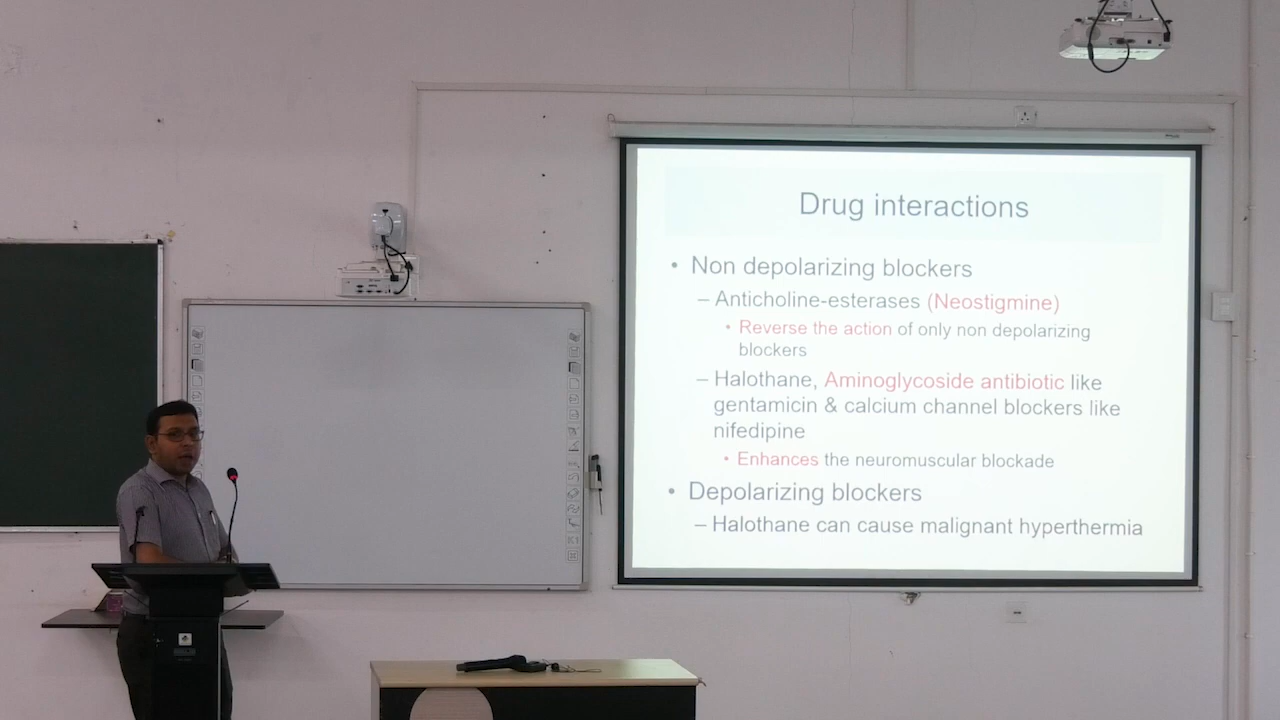 Drug interactions
• Non depolarizing blockers
– Anticholine-esterases (Neostigmine)
• Reverse the action of only non depolarizing
blockers
– Halothane, Aminoglycoside antibiotic like
gentamicin & calcium channel blockers like
nifedipine
• Enhances the neuromuscular blockade
• Depolarizing blockers
– Halothane can cause malignant hyperthermia